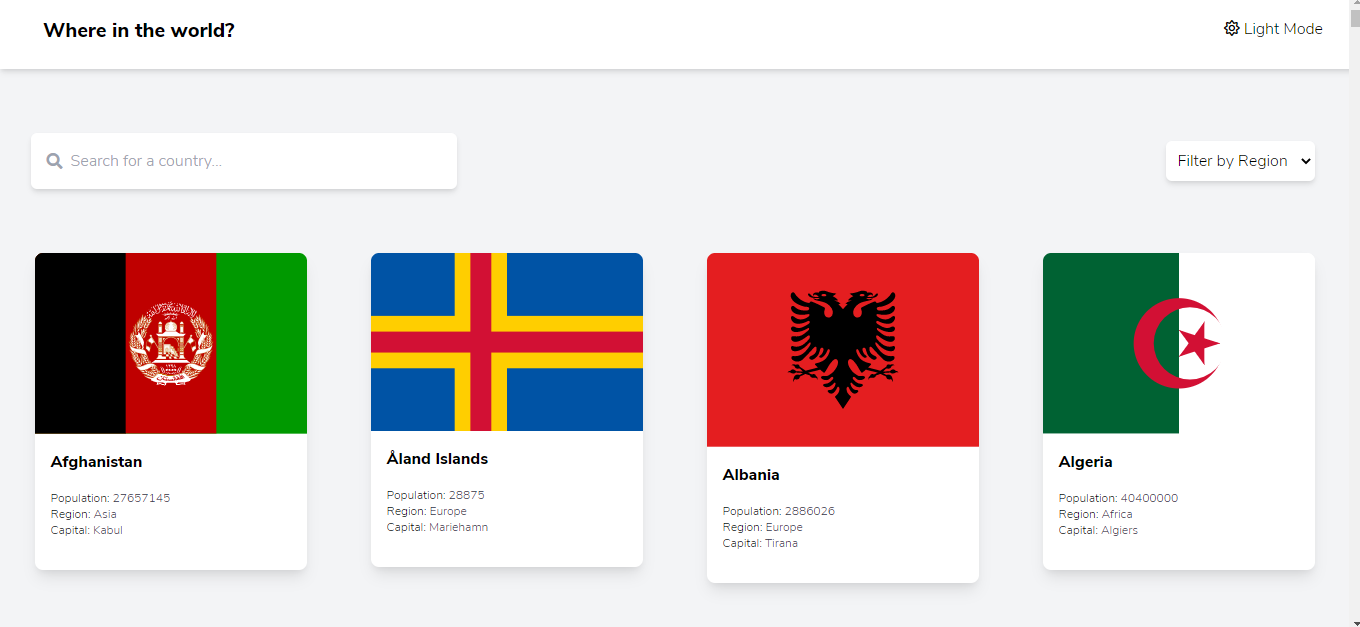 Where in the world?
Light Mode
Search for a country...
Filter by Region
Afghanistan
Population: 27657145
Region: Asia
Capital: Kabul
Åland Islands
Population: 28875
Region: Europe
Capital: Mariehamn
Albania
Population: 2886026
Region: Europe
Capital: Tirana
Algeria
Population: 40400000
Region: Africa
Capital: Algiers